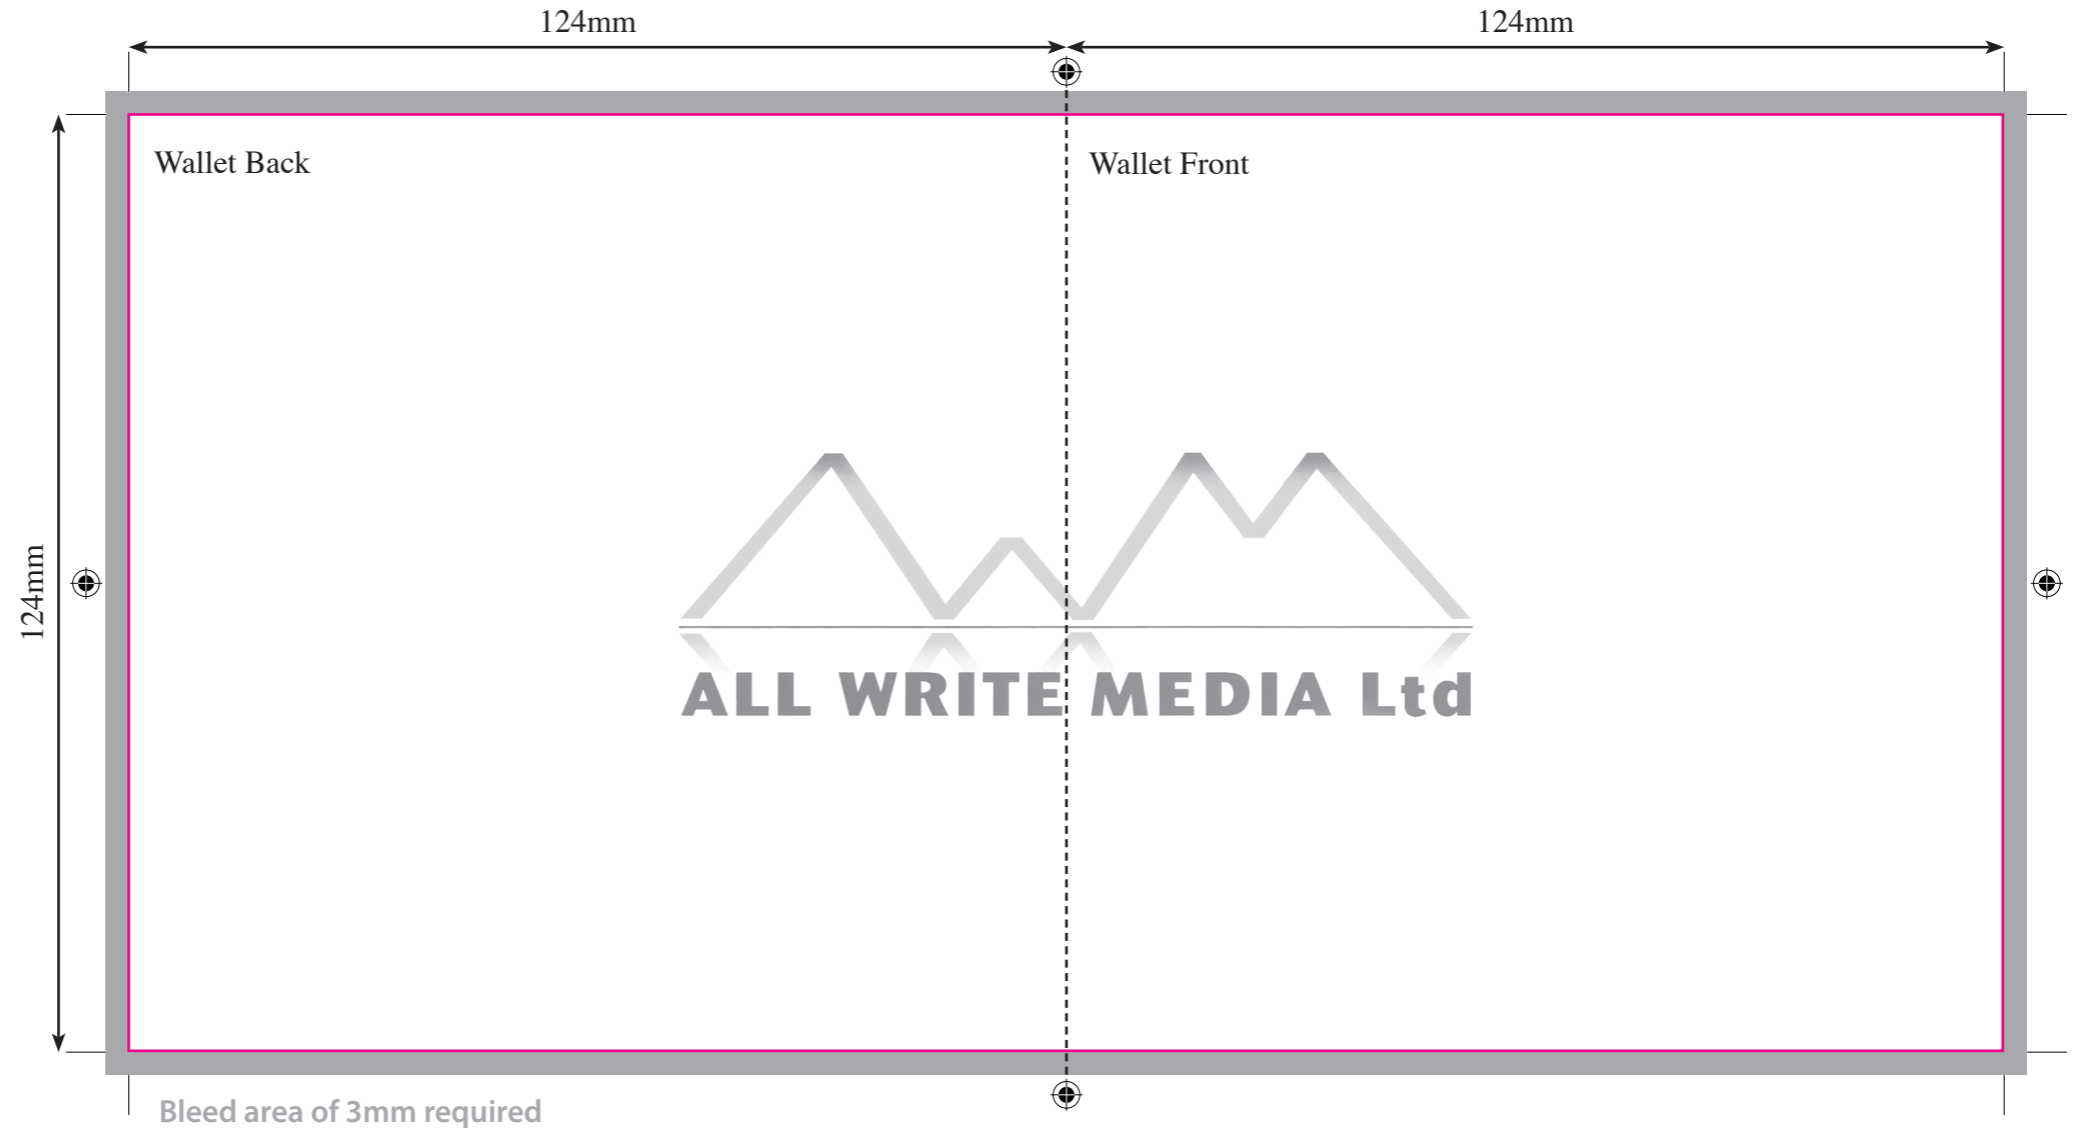 124mm
124mm
Wallet Back
Wallet Front
124mm
ALL WRITE MEDIA Ltd
Bleed area of 3mm required